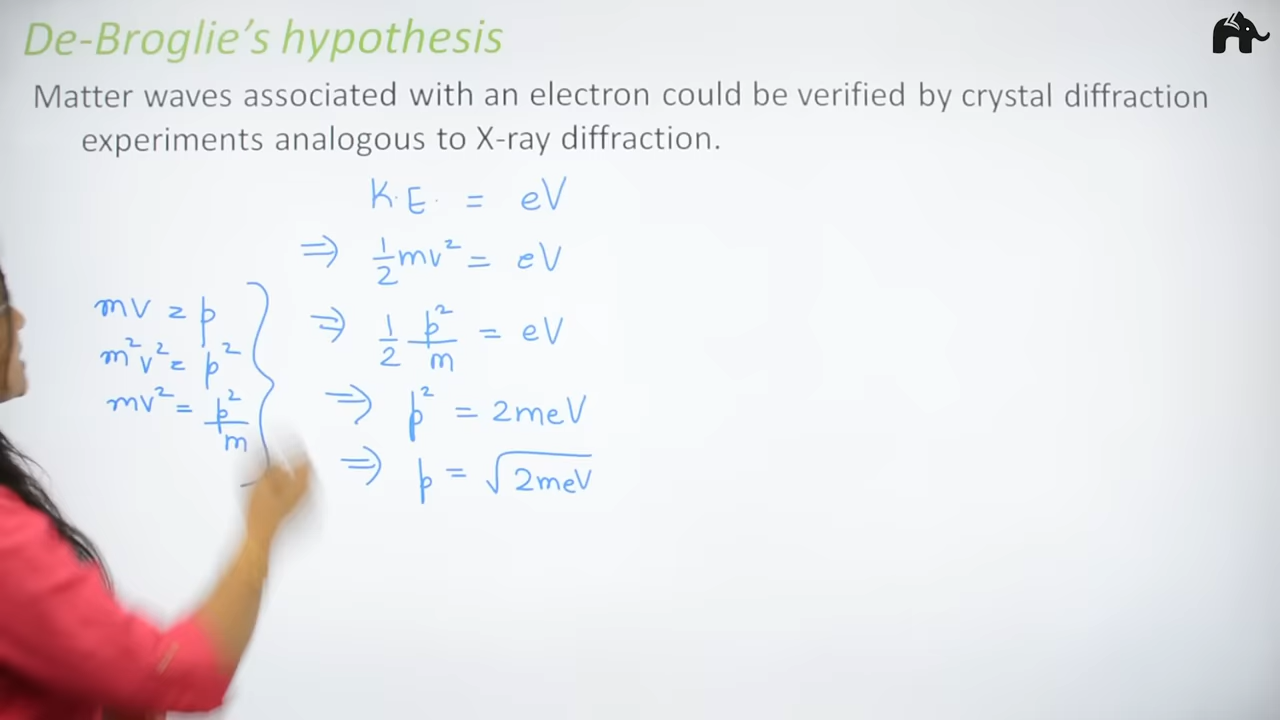 De-Broglie's hypothesis
Matter waves associated with an electron could be verified by crystal diffraction
experiments analogous to X-ray diffraction.
K.E. = eV
⇒ 1/2 mv² = eV
mv = p
m²v² = p²
mv² = p²/m
⇒ 1/2 p²/m = eV
⇒ p² = 2meV
⇒ p = √2meV